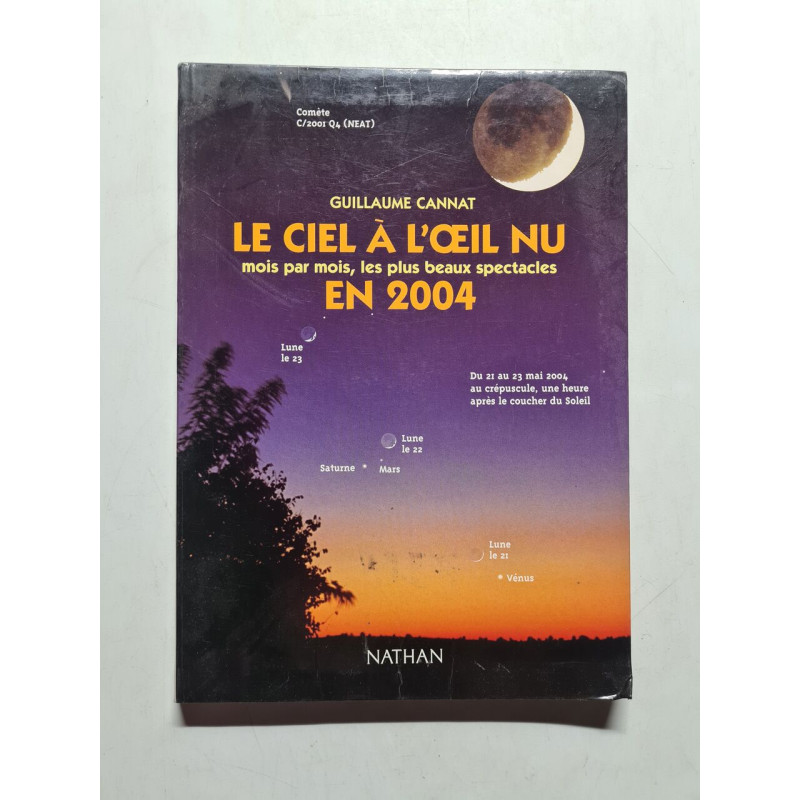 Comète
C/2001 Q4 (NEAT)
GUILLAUME CANNAT
LE CIEL À L'ŒIL NU
mois par mois, les plus beaux spectacles
EN 2004
Lune
le 23
Du 21 au 23 mai 2004
au crépuscule, une heure
après le coucher du Soleil
Lune
le 22
Saturne
Mars
Lune
le 21
Vénus
NATHAN